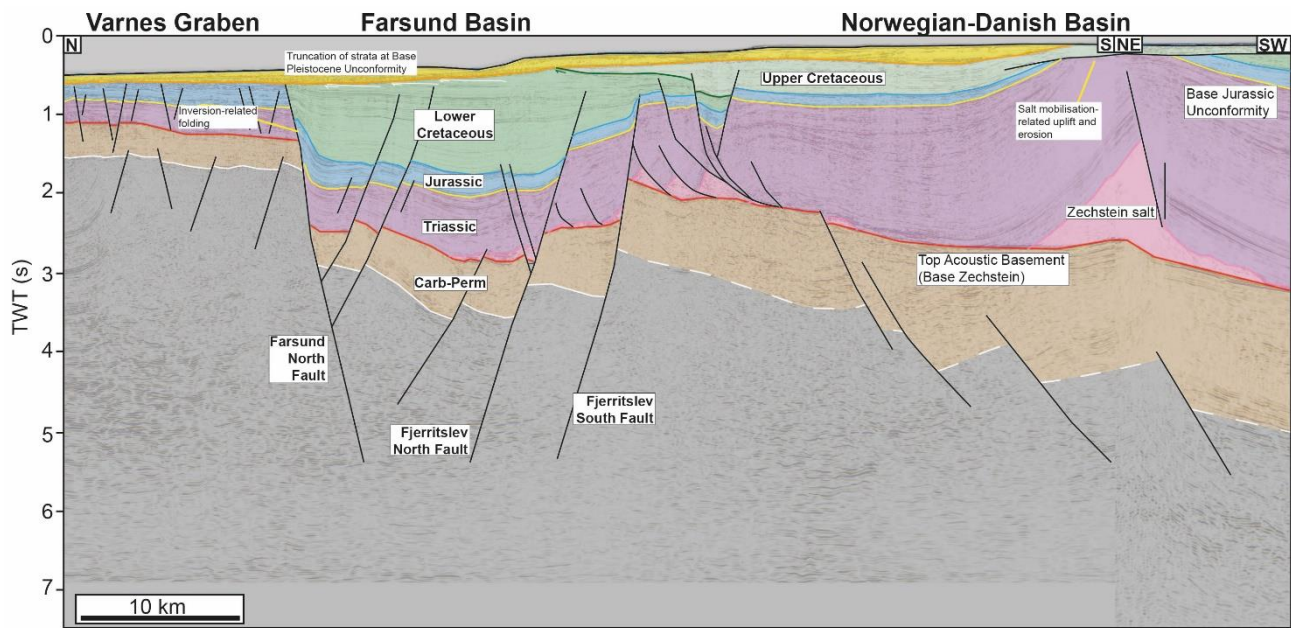 Varnes Graben
Farsund Basin
Norwegian-Danish Basin
N
S
NE
SW
Truncation of strata at Base
Pleistocene Unconformity
Upper Cretaceous
Inversion-related
folding
Lower
Cretaceous
Salt mobilisation-
related uplift and
erosion
Base Jurassic
Unconformity
Jurassic
Triassic
Zechstein salt
Carb-Perm
Top Acoustic Basement
(Base Zechstein)
Farsund
North
Fault
Fjerritslev
North Fault
Fjerritslev
South Fault
TWT (s)
0
1
2
3
4
5
6
7
10 km